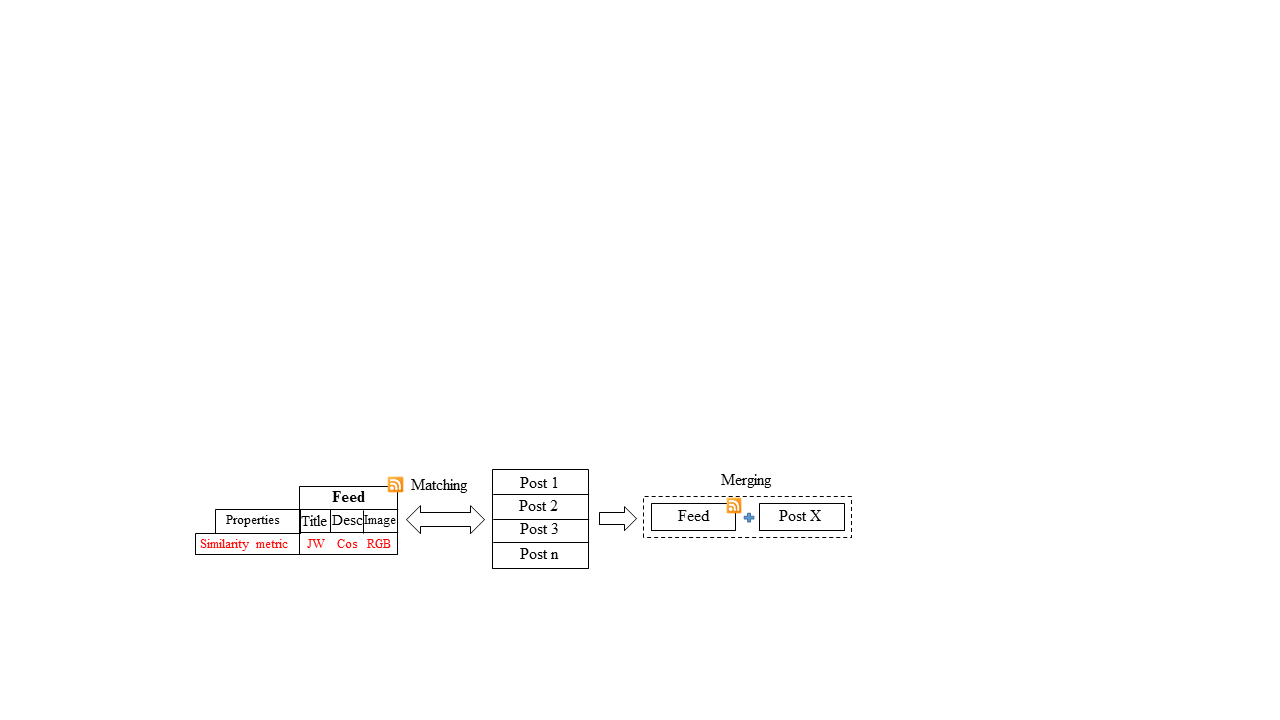 Feed
Properties Title Desc Image
Similarity metric JW Cos RGB
Matching
Post 1
Post 2
Post 3
Post n
Merging
Feed Post X